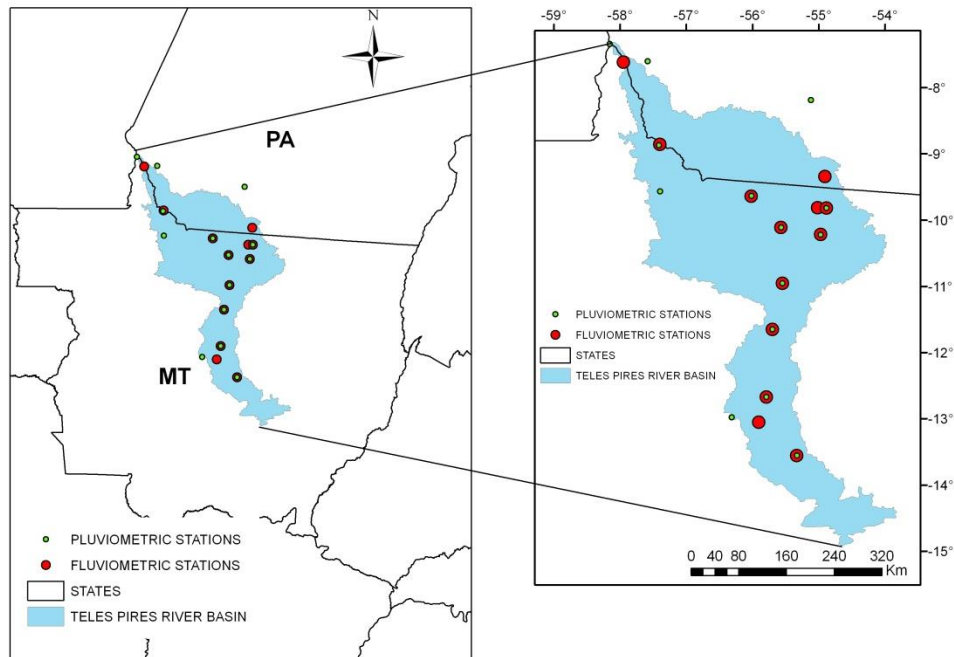 N
PA
MT
PLUVIOMETRIC STATIONS
FLUVIOMETRIC STATIONS
STATES
TELES PIRES RIVER BASIN
-59° -58° -57° -56° -55° -54°
-8°
-9°
-10°
-11°
-12°
-13°
-14°
-15°
PLUVIOMETRIC STATIONS
FLUVIOMETRIC STATIONS
STATES
TELES PIRES RIVER BASIN
0 40 80 160 240 320
Km